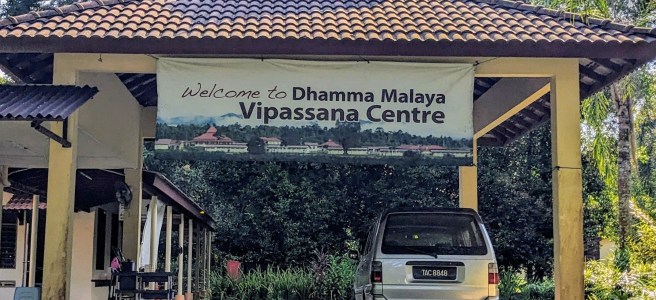 Welcome to Dhamma Malaya
Vipassana Centre
TAC 8848